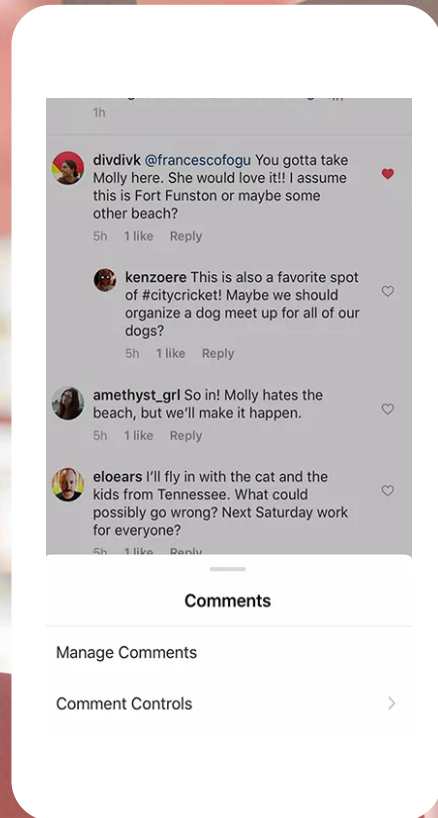 1h
divdivk @francescofogu You gotta take
Molly here. She would love it!! I assume
this is Fort Funston or maybe some
other beach?
5h 1 like Reply
kenzoere This is also a favorite spot
of #citycricket! Maybe we should
organize a dog meet up for all of our
dogs?
5h 1 like Reply
amethyst_grl So in! Molly hates the
beach, but we'll make it happen.
5h 1 like Reply
eloears I'll fly in with the cat and the
kids from Tennessee. What could
possibly go wrong? Next Saturday work
for everyone?
5h 1 like Reply
Comments
Manage Comments
Comment Controls